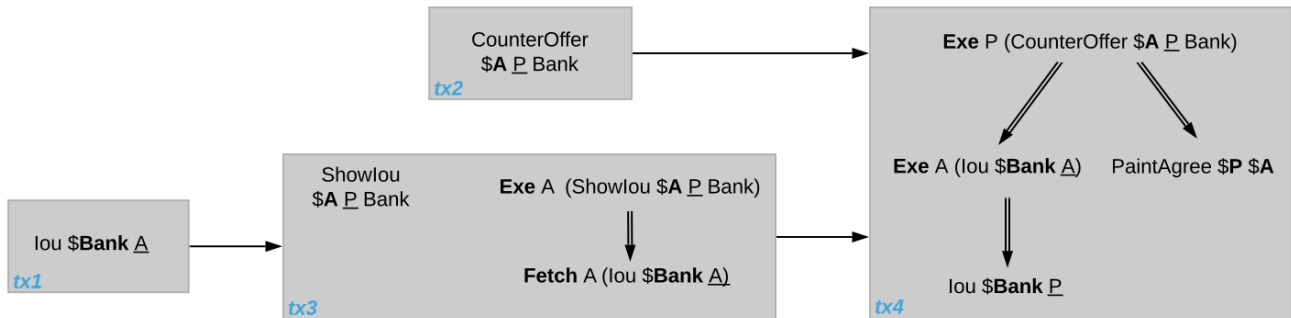 CounterOffer
$A P Bank
tx2
Exe P (CounterOffer $A P Bank)
Exe A (Iou $Bank A)
PaintAgree $P $A
Iou $Bank P
tx4
ShowIou
$A P Bank
Exe A (ShowIou $A P Bank)
Fetch A (Iou $Bank A)
tx3
Iou $Bank A
tx1